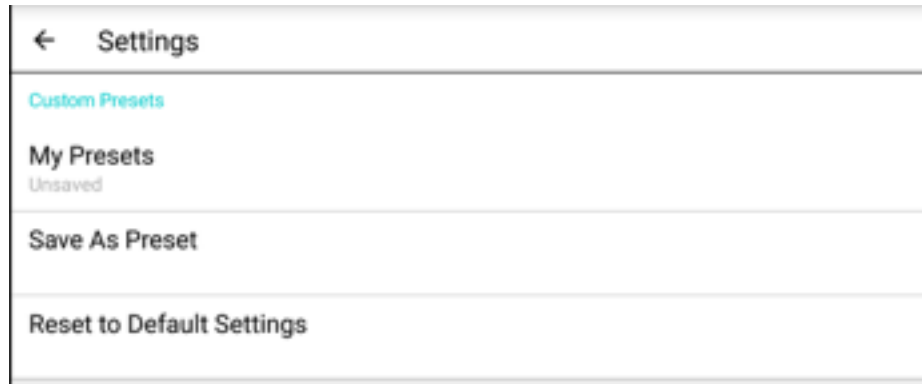 Settings
Custom Presets
My Presets
Unsaved
Save As Preset
Reset to Default Settings